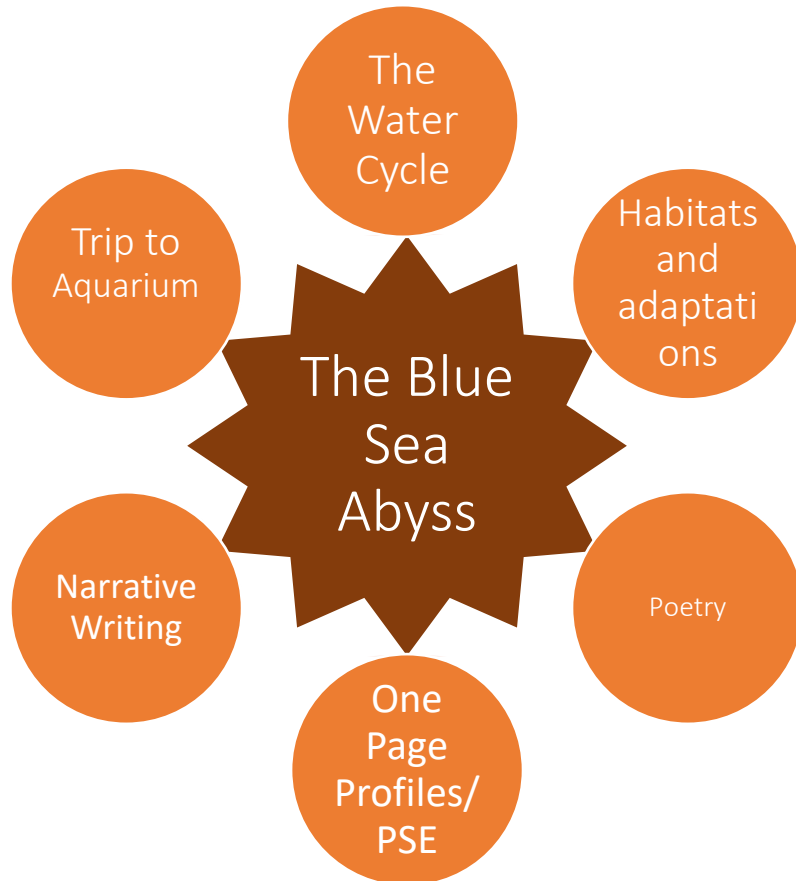 The
Water
Cycle
Trip to
Aquarium
Habitats
and
adaptati
ons
The Blue
Sea
Abyss
Narrative
Writing
Poetry
One
Page
Profiles/
PSE